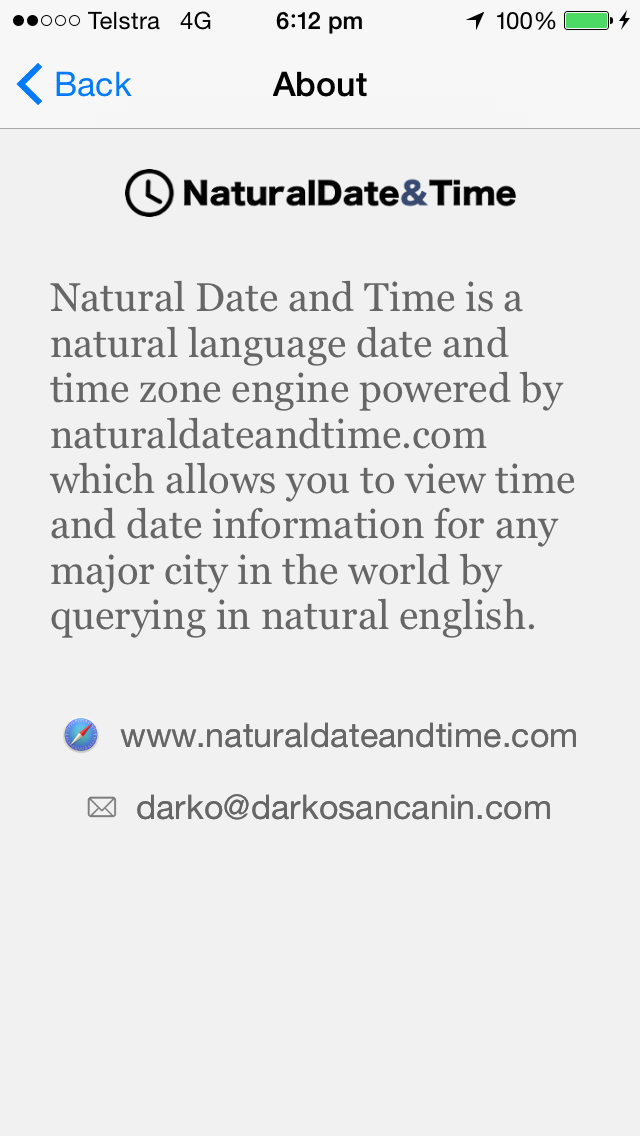 Telstra 4G 6:12 pm 100%
Back About
NaturalDate&Time
Natural Date and Time is a
natural language date and
time zone engine powered by
naturaldateandtime.com
which allows you to view time
and date information for any
major city in the world by
querying in natural english.
www.naturaldateandtime.com
darko@darkosancanin.com